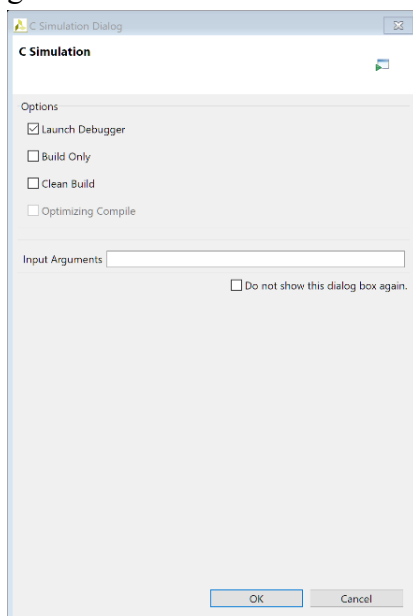 C Simulation Dialog
C Simulation
Options
Launch Debugger
Build Only
Clean Build
Optimizing Compile
Input Arguments
Do not show this dialog box again.
OK Cancel